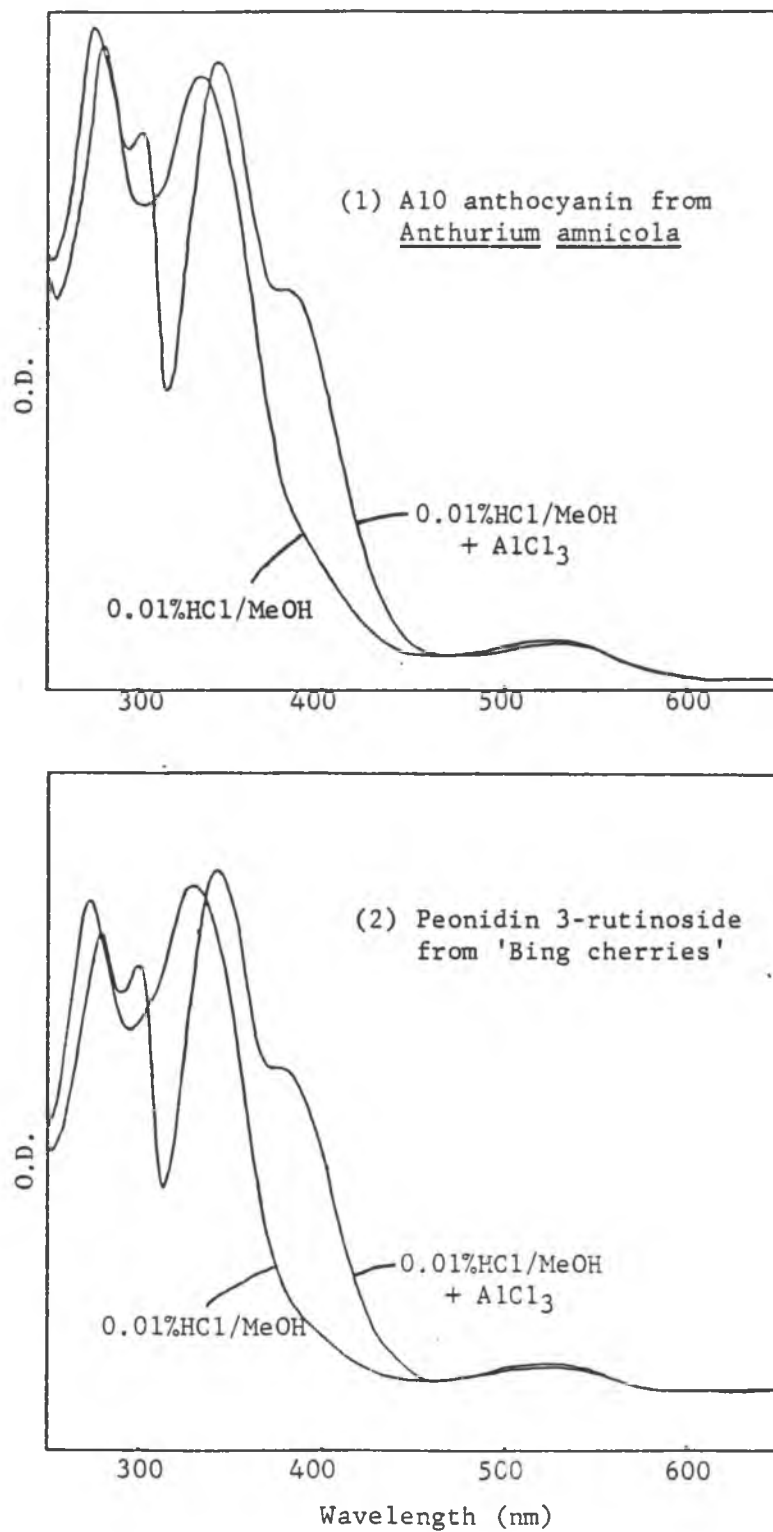 (1) A10 anthocyanin from
Anthurium amnicola
O.D.
0.01%HCl/MeOH
+ AlCl3
0.01%HCl/MeOH
300 400 500 600
(2) Peonidin 3-rutinoside
from 'Bing cherries'
O.D.
0.01%HCl/MeOH
+ AlCl3
0.01%HCl/MeOH
300 400 500 600
Wavelength (nm)